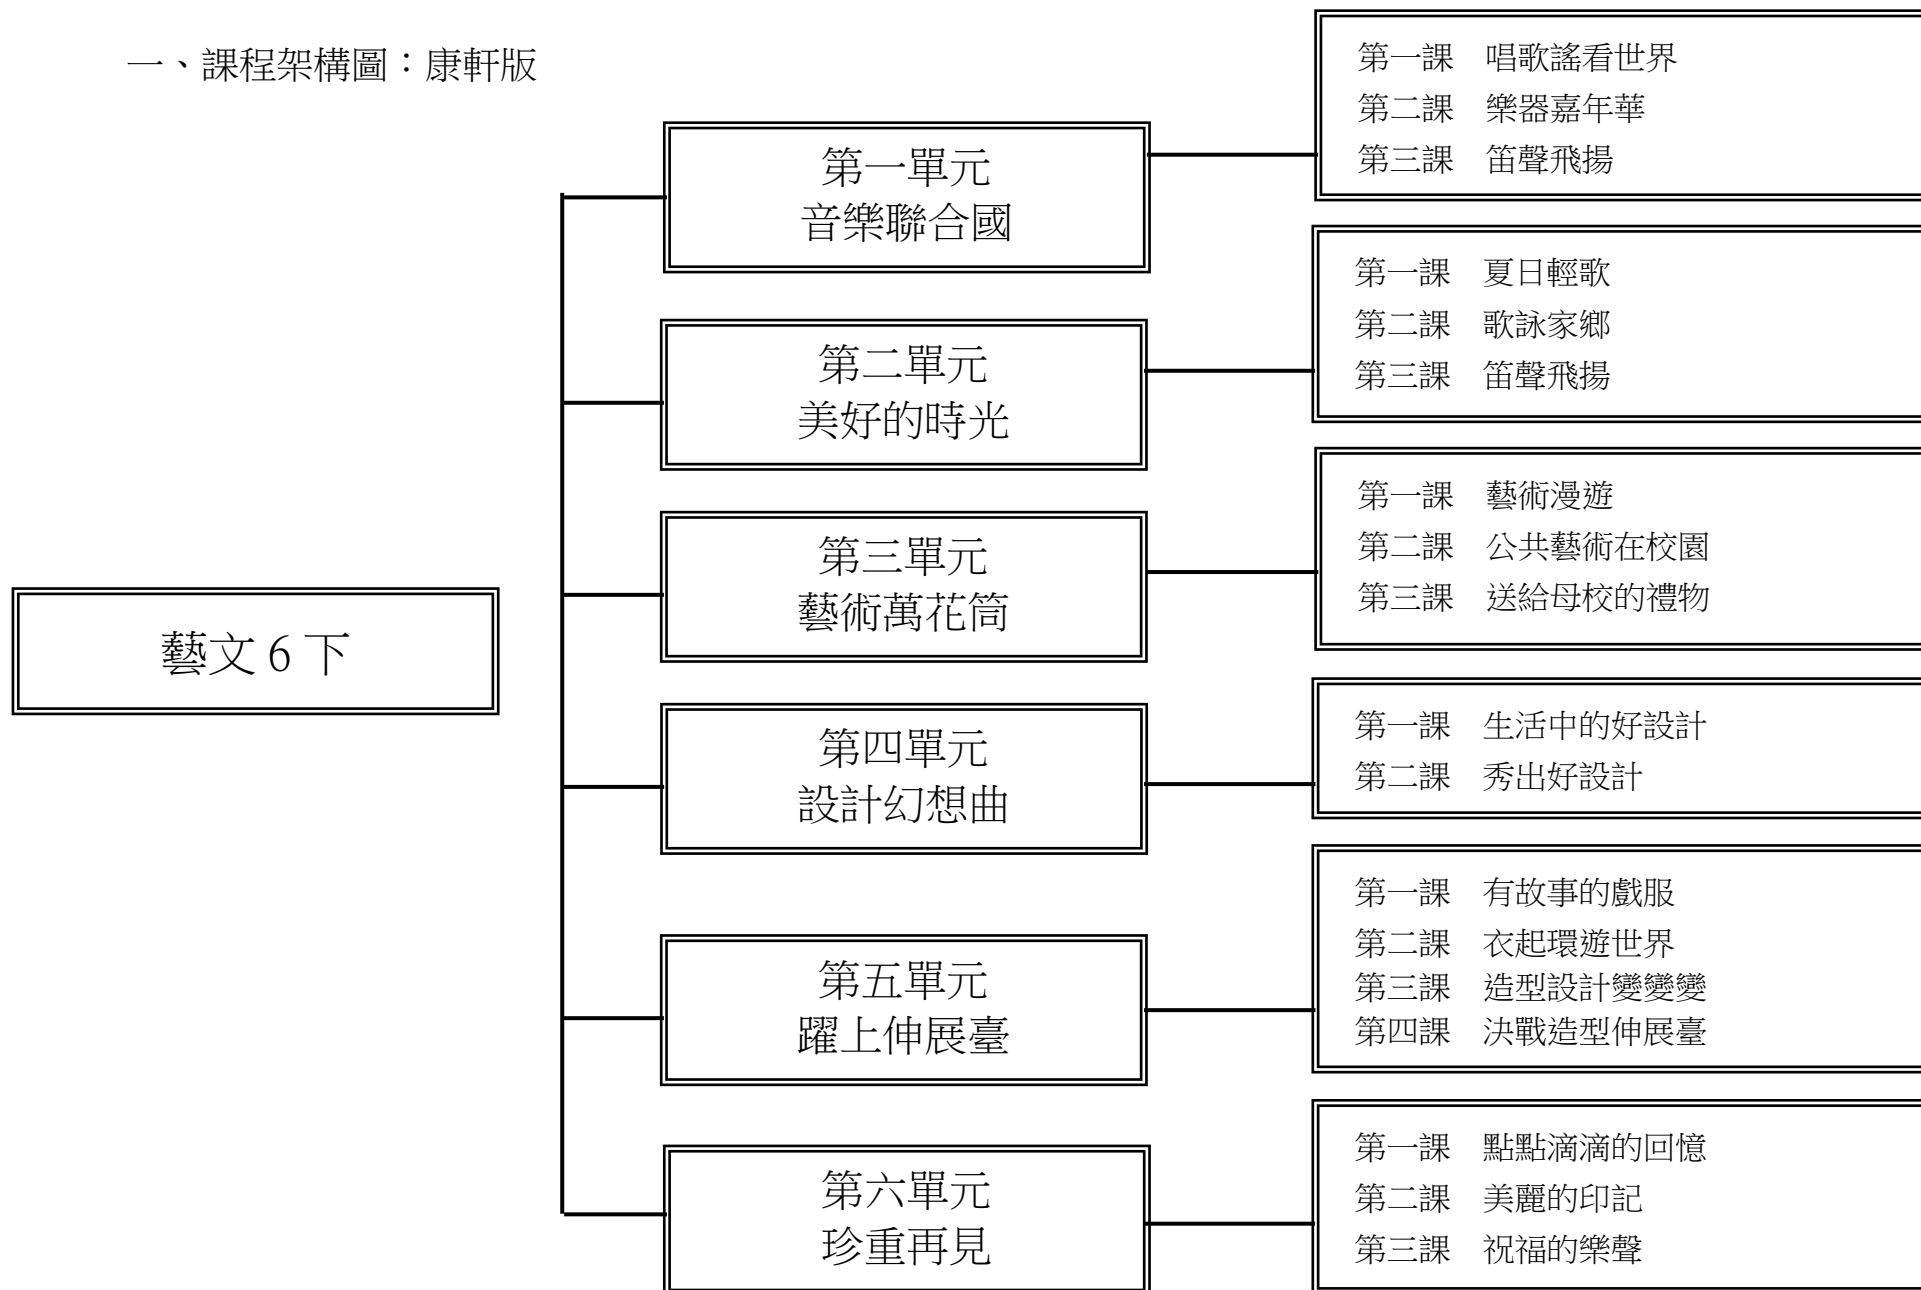 一、課程架構圖：康軒版
藝文6下
第一單元
音樂聯合國
第一課　唱歌謠看世界
第二課　樂器嘉年華
第三課　笛聲飛揚
第二單元
美好的時光
第一課　夏日輕歌
第二課　歌詠家鄉
第三課　笛聲飛揚
第三單元
藝術萬花筒
第一課　藝術漫遊
第二課　公共藝術在校園
第三課　送給母校的禮物
第四單元
設計幻想曲
第一課　生活中的好設計
第二課　秀出好設計
第五單元
躍上伸展臺
第一課　有故事的戲服
第二課　衣起環遊世界
第三課　造型設計變變變
第四課　決戰造型伸展臺
第六單元
珍重再見
第一課　點點滴滴的回憶
第二課　美麗的印記
第三課　祝福的樂聲